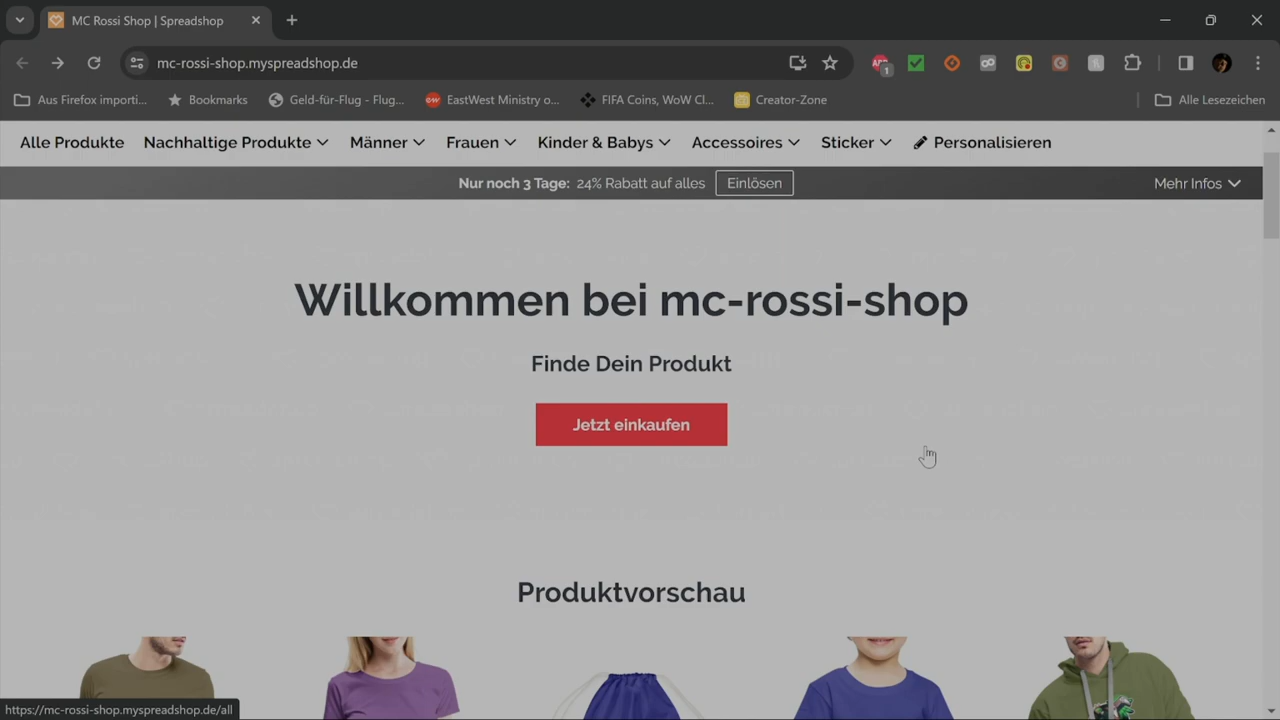 MC Rossi Shop | Spreadshop
mc-rossi-shop.myspreadshop.de
1
Aus Firefox importi...
Bookmarks
Geld-für-Flug - Flug...
EastWest Ministry o...
FIFA Coins, WoW Cl...
Creator-Zone
Alle Lesezeichen
Alle Produkte Nachhaltige Produkte Männer Frauen Kinder & Babys Accessoires Sticker Personalisieren
Nur noch 3 Tage: 24% Rabatt auf alles Einlösen Mehr Infos
Willkommen bei mc-rossi-shop
Finde Dein Produkt
Jetzt einkaufen
Produktvorschau
https://mc-rossi-shop.myspreadshop.de/all